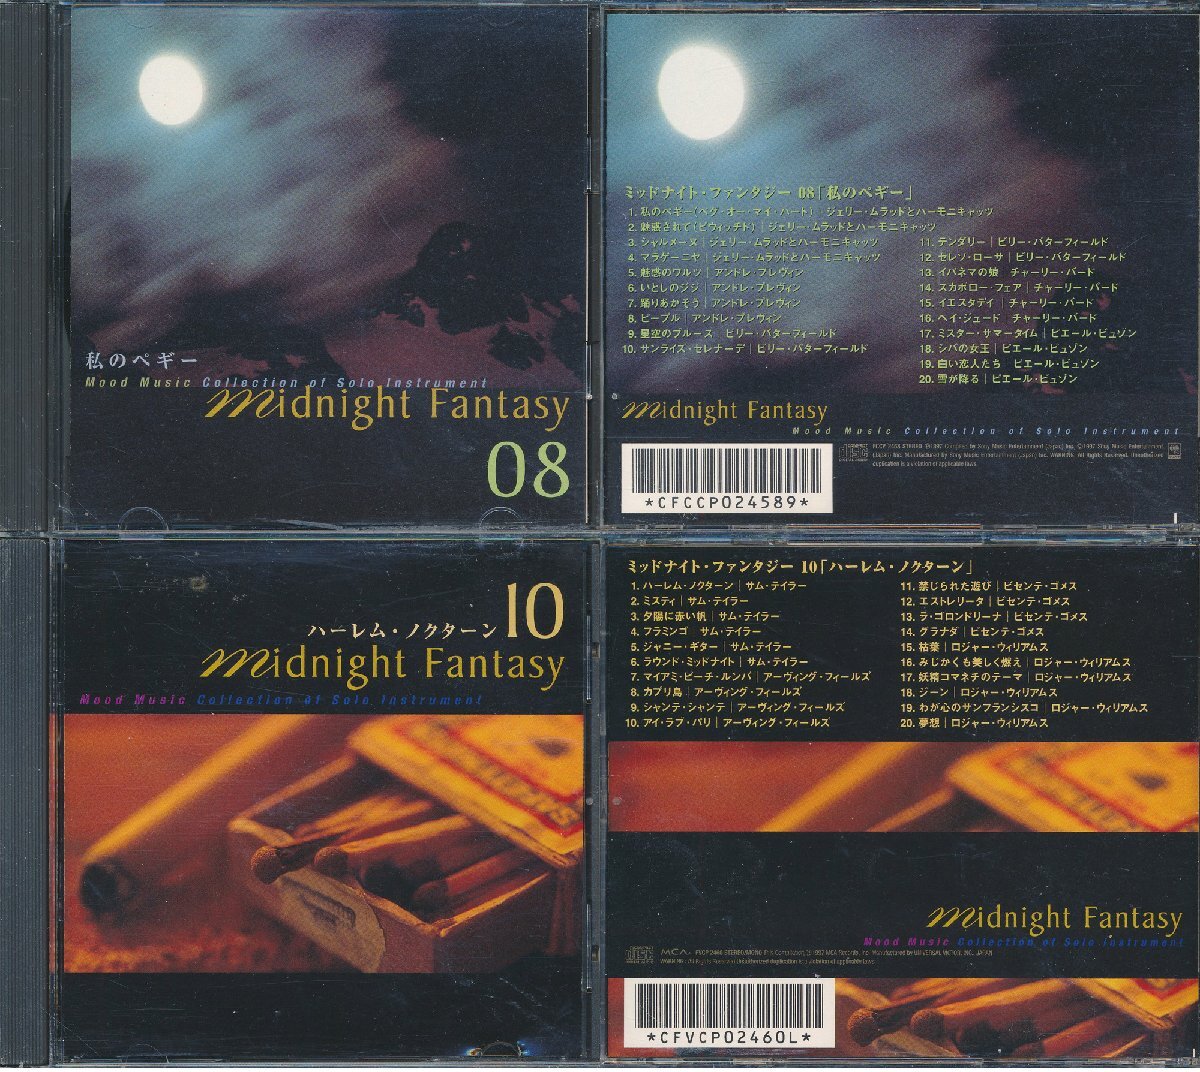 私のペギー
Mood Music Collection of Solo Instrument
Midnight Fantasy
08
ミッドナイト・ファンタジー 08「私のペギー」
1. 私のペギー(ペグ・オー・マイ・ハート) | ジェリー・ムラッドとハーモニキャッツ
2. 魅惑されて(ビウィッチド) | ジェリー・ムラッドとハーモニキャッツ
3. シャルメーヌ | ジェリー・ムラッドとハーモニキャッツ
4. マラゲーニヤ | ジェリー・ムラッドとハーモニキャッツ
5. 魅惑のワルツ | アンドレ・プレヴィン
6. いとしのジジ | アンドレ・プレヴィン
7. 踊りあかそう | アンドレ・プレヴィン
8. ピープル | アンドレ・プレヴィン
9. 星空のブルース | ビリー・バターフィールド
10. サンライズ・セレナーデ | ビリー・バターフィールド
11. テンダリー | ビリー・バターフィールド
12. セレソ・ローサ | ビリー・バターフィールド
13. イパネマの娘 | チャーリー・バード
14. スカボロー・フェア | チャーリー・バード
15. イエスタデイ | チャーリー・バード
16. ヘイ・ジュード | チャーリー・バード
17. ミスター・サマータイム | ピエール・ビュゾン
18. シバの女王 | ピエール・ビュゾン
19. 白い恋人たち | ピエール・ビュゾン
20. 雪が降る | ピエール・ビュゾン
Midnight Fantasy
Mood Music Collection of Solo Instrument
*CFCCP024589*
10
ハーレム・ノクターン
Midnight Fantasy
Mood Music Collection of Solo Instrument
ミッドナイト・ファンタジー 10「ハーレム・ノクターン」
1. ハーレム・ノクターン | サム・テイラー
2. ミスティ | サム・テイラー
3. 夕陽に赤い帆 | サム・テイラー
4. フラミンゴ | サム・テイラー
5. ジャニー・ギター | サム・テイラー
6. ラウンド・ミッドナイト | サム・テイラー
7. マイアミ・ビーチ・ルンバ | アーヴィング・フィールズ
8. カプリ島 | アーヴィング・フィールズ
9. シャンテ・シャンテ | アーヴィング・フィールズ
10. アイ・ラブ・パリ | アーヴィング・フィールズ
11. 禁じられた遊び | ビセンテ・ゴメス
12. エストレリータ | ビセンテ・ゴメス
13. ラ・ゴロンドリーナ | ビセンテ・ゴメス
14. グラナダ | ビセンテ・ゴメス
15. 枯葉 | ロジャー・ウィリアムス
16. みじかくも美しく燃え | ロジャー・ウィリアムス
17. 妖精コマネチのテーマ | ロジャー・ウィリアムス
18. ジーン | ロジャー・ウィリアムス
19. わが心のサンフランシスコ | ロジャー・ウィリアムス
20. 夢想 | ロジャー・ウィリアムス
Midnight Fantasy
Mood Music Collection of Solo Instrument
MCA
*CFVCP02460L*